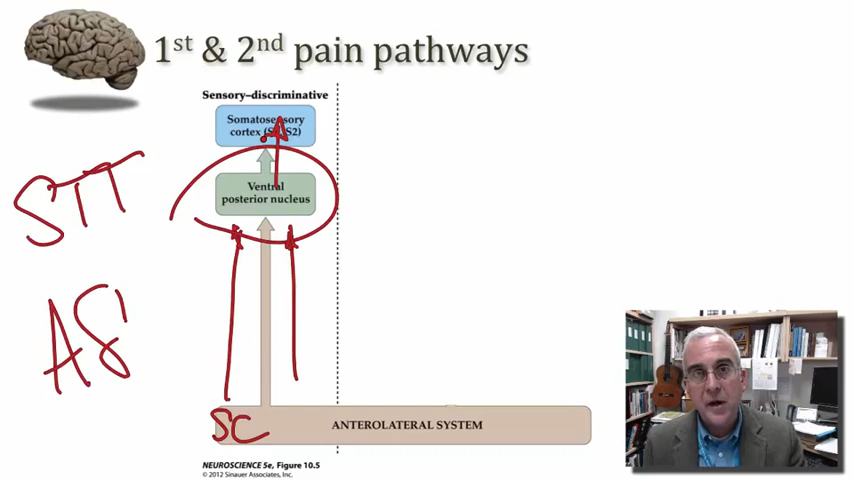 1st & 2nd pain pathways
Sensory–discriminative
Somatosensory
cortex (S1, S2)
Ventral
posterior nucleus
STT
Aδ
SC
ANTEROLATERAL SYSTEM
NEUROSCIENCE 5e, Figure 10.5
© 2012 Sinauer Associates, Inc.